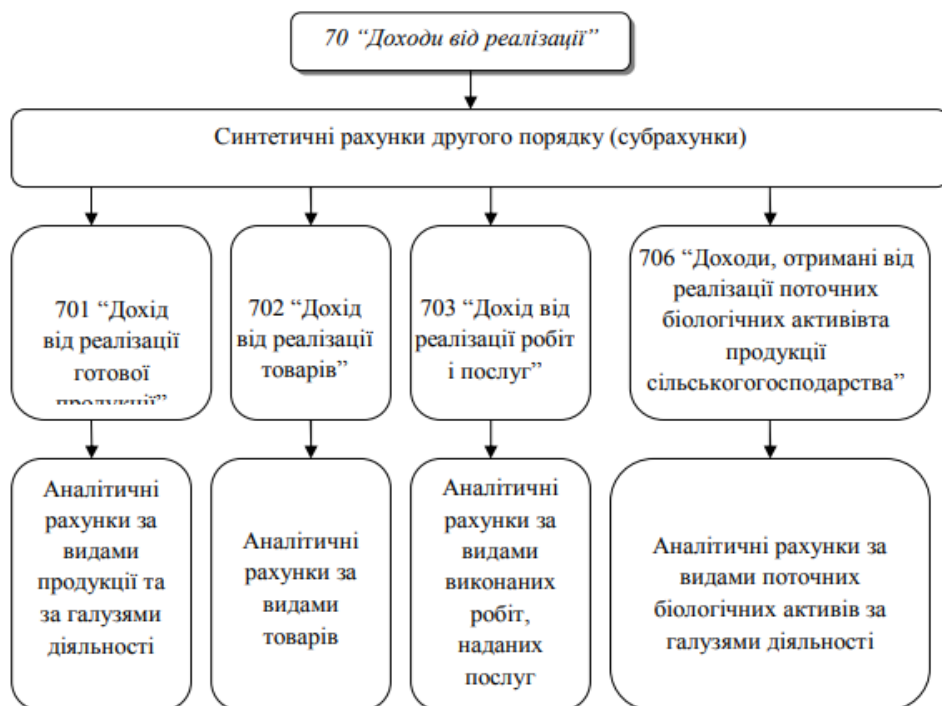 70 “Доходи від реалізації”
Синтетичні рахунки другого порядку (субрахунки)
701 “Дохід
від реалізації
готової
продукції”
702 “Дохід
від реалізації
товарів”
703 “Дохід від
реалізації робіт
і послуг”
706 “Доходи, отримані від
реалізації поточних
біологічних активівта
продукції
сільськогогосподарства”
Аналітичні
рахунки за
видами
продукції та
за галузями
діяльності
Аналітичні
рахунки за
видами
товарів
Аналітичні
рахунки за
видами
виконаних
робіт,
наданих
послуг
Аналітичні рахунки за
видами поточних
біологічних активів за
галузями діяльності